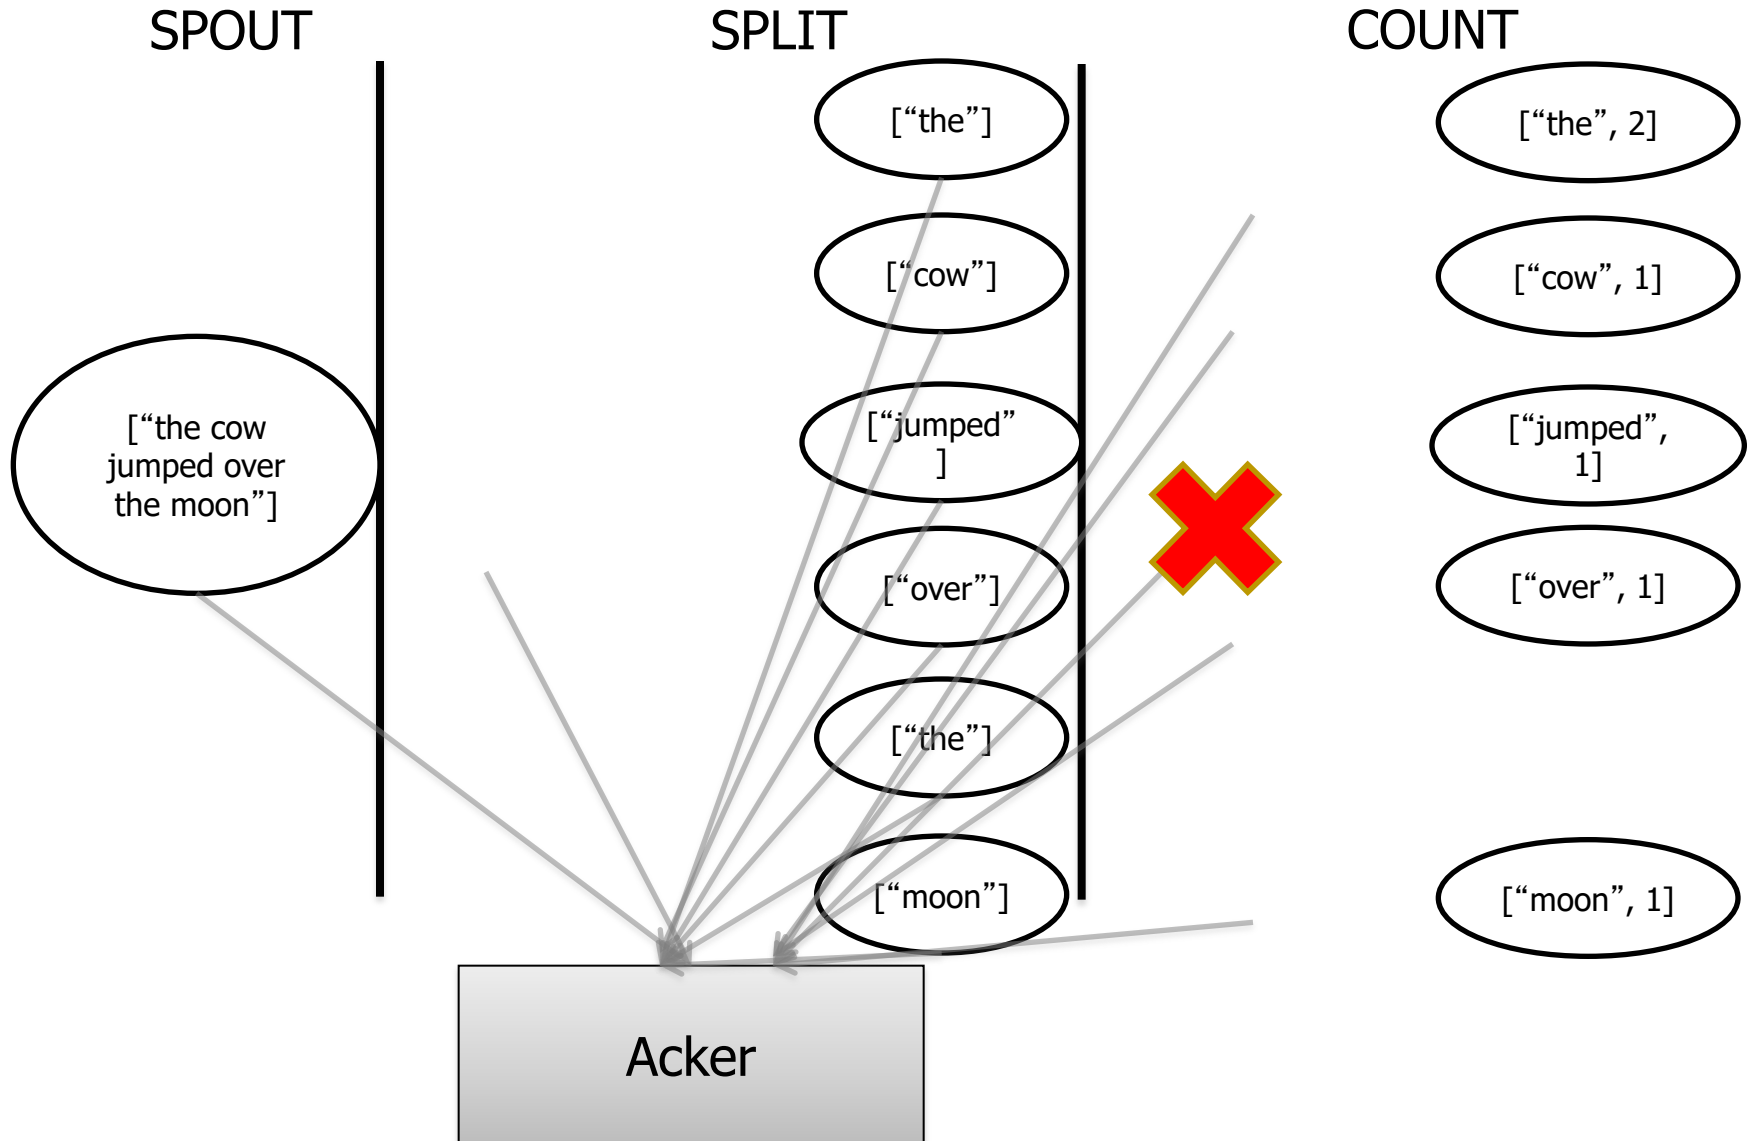 SPOUT
SPLIT
COUNT
[“the”]
[“the”, 2]
[“cow”]
[“cow”, 1]
[“the cow
jumped over
the moon”]
[“jumped”
]
[“jumped”,
1]
[“over”]
[“over”, 1]
[“the”]
[“moon”]
[“moon”, 1]
Acker